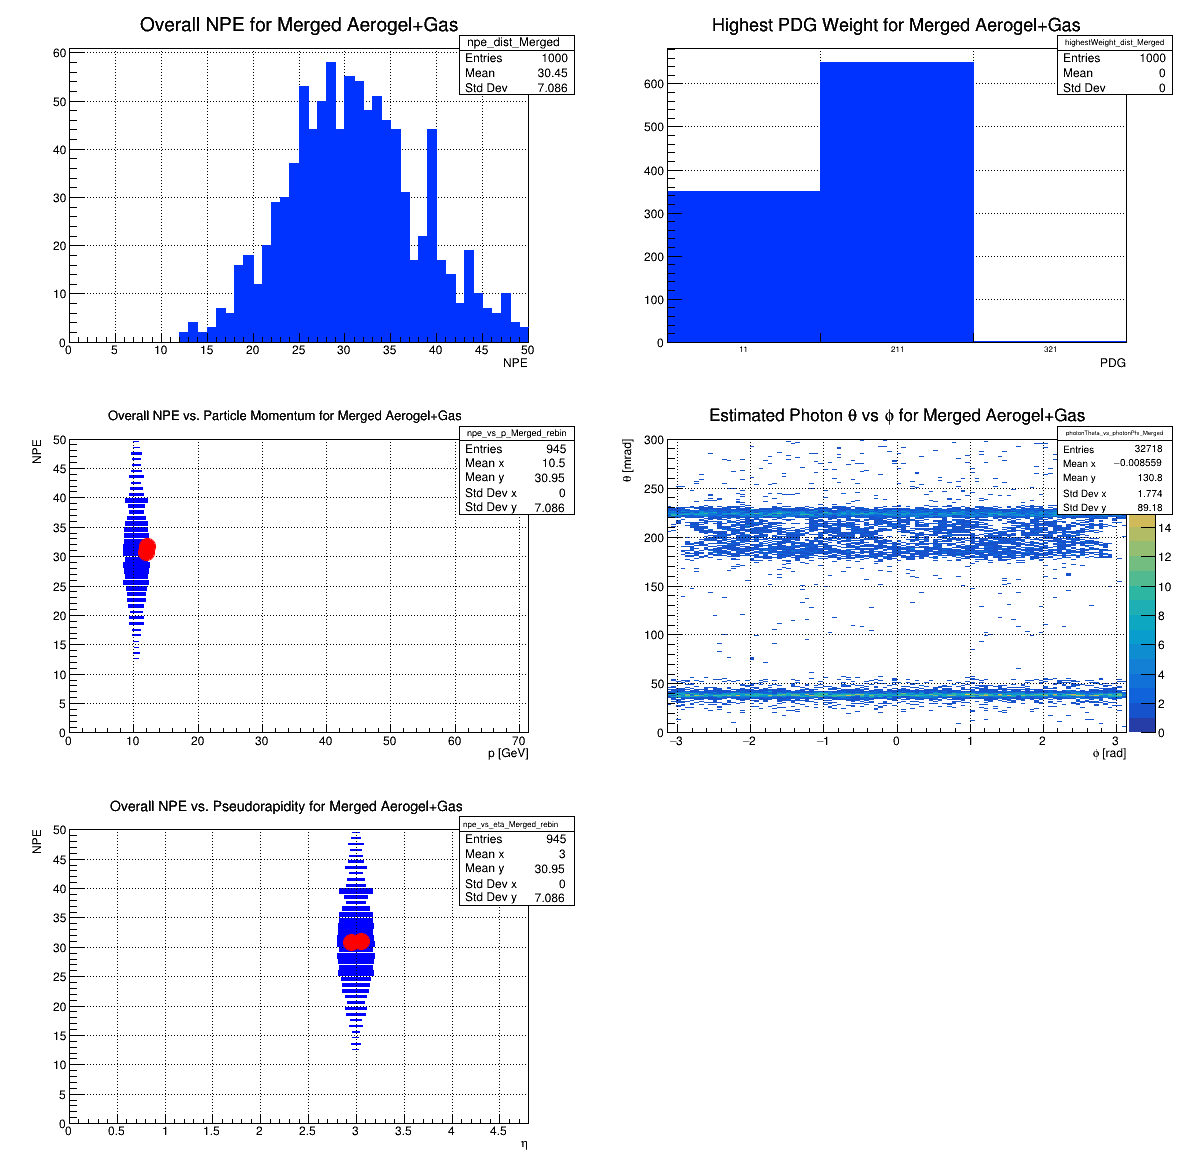 Overall NPE for Merged Aerogel+Gas
npe_dist_Merged
Entries 1000
Mean 30.45
Std Dev 7.086
60
50
40
30
20
10
0
0 5 10 15 20 25 30 35 40 45 50
NPE
Highest PDG Weight for Merged Aerogel+Gas
highestWeight_dist_Merged
Entries 1000
Mean 0
Std Dev 0
600
500
400
300
200
100
0
11 211 321
PDG
Overall NPE vs. Particle Momentum for Merged Aerogel+Gas
npe_vs_p_Merged_rebin
Entries 945
Mean x 10.5
Mean y 30.95
Std Dev x 0
Std Dev y 7.086
NPE
50
45
40
35
30
25
20
15
10
5
0
0 10 20 30 40 50 60 70
p [GeV]
Estimated Photon θ vs ϕ for Merged Aerogel+Gas
photonTheta_vs_photonPhi_Merged
Entries 32718
Mean x −0.008559
Mean y 130.8
Std Dev x 1.774
Std Dev y 89.18
θ [mrad]
300
250
200
150
100
50
0
−3 −2 −1 0 1 2 3
ϕ [rad]
14
12
10
8
6
4
2
0
Overall NPE vs. Pseudorapidity for Merged Aerogel+Gas
npe_vs_eta_Merged_rebin
Entries 945
Mean x 3
Mean y 30.95
Std Dev x 0
Std Dev y 7.086
NPE
50
45
40
35
30
25
20
15
10
5
0
0 0.5 1 1.5 2 2.5 3 3.5 4 4.5
η